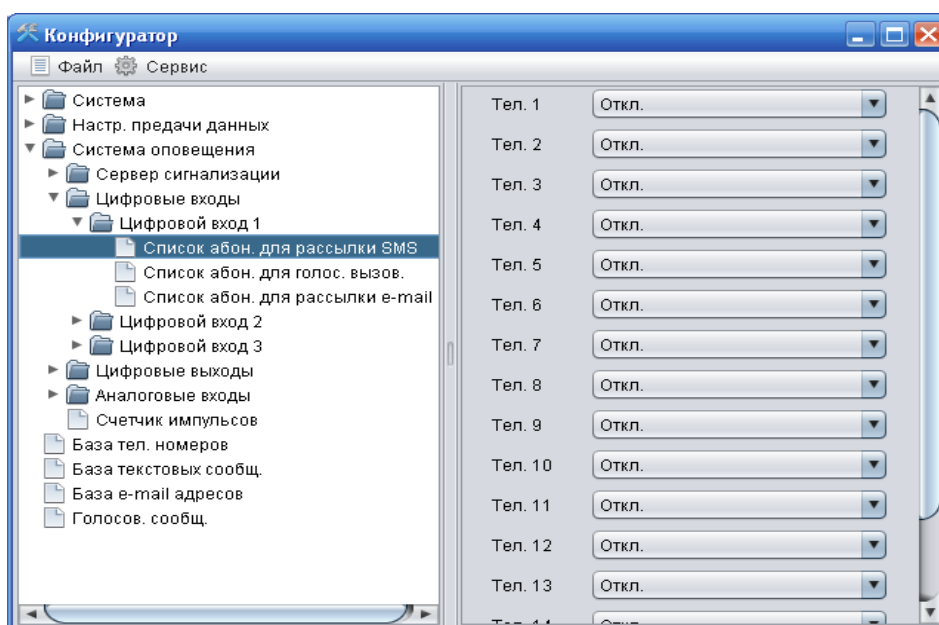 Конфигуратор
Файл Сервис
Система
Настр. предачи данных
Система оповещения
Сервер сигнализации
Цифровые входы
Цифровой вход 1
Список абон. для рассылки SMS
Список абон. для голос. вызов.
Список абон. для рассылки e-mail
Цифровой вход 2
Цифровой вход 3
Цифровые выходы
Аналоговые входы
Счетчик импульсов
База тел. номеров
База текстовых сообщ.
База e-mail адресов
Голосов. сообщ.
Тел. 1 Откл.
Тел. 2 Откл.
Тел. 3 Откл.
Тел. 4 Откл.
Тел. 5 Откл.
Тел. 6 Откл.
Тел. 7 Откл.
Тел. 8 Откл.
Тел. 9 Откл.
Тел. 10 Откл.
Тел. 11 Откл.
Тел. 12 Откл.
Тел. 13 Откл.